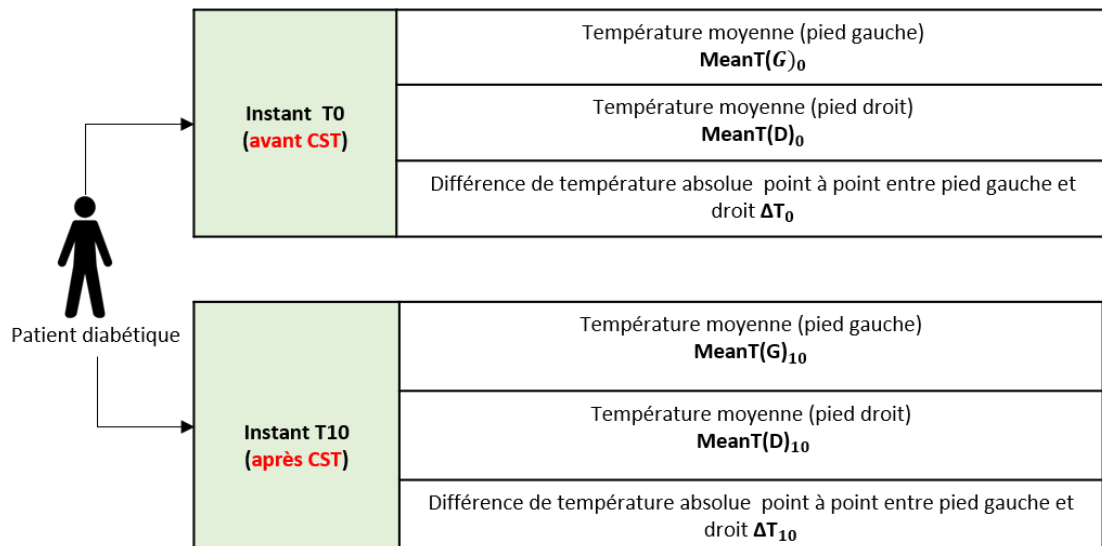 Température moyenne (pied gauche)
MeanT(G)₀
Instant T0
(avant CST)
Température moyenne (pied droit)
MeanT(D)₀
Différence de température absolue point à point entre pied gauche et
droit ΔT₀
Patient diabétique
Température moyenne (pied gauche)
MeanT(G)₁₀
Instant T10
(après CST)
Température moyenne (pied droit)
MeanT(D)₁₀
Différence de température absolue point à point entre pied gauche et
droit ΔT₁₀